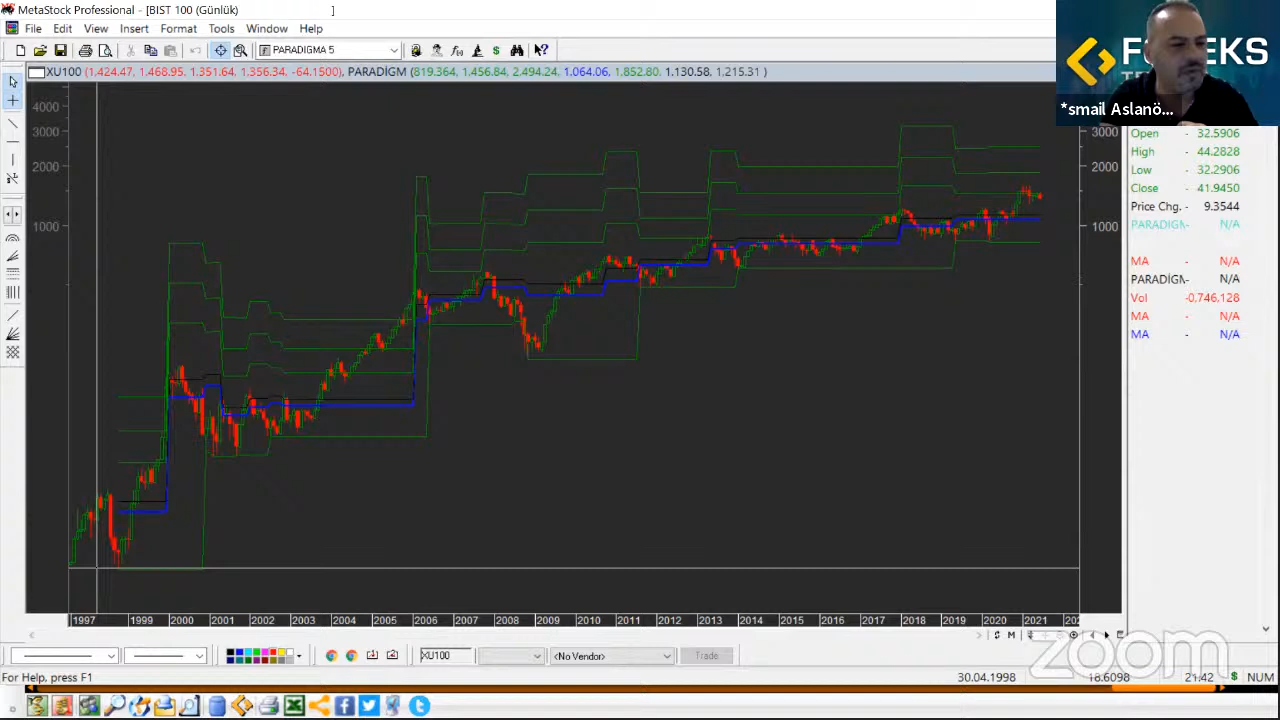 MetaStock Professional - [BIST 100 (Günlük) ]
File Edit View Insert Format Tools Window Help
PARADIGMA 5
XU100 (1.424.47, 1.468.95, 1.351.64, 1.356.34, -64.1500), PARADİGM (819.364, 1.456.84, 2.494.24, 1.064.06, 1.852.80, 1.130.58, 1.215.31 )
*smail Aslanö...
4000
3000
2000
1000
3000
2000
1000
Open - 32.5906
High - 44.2828
Low - 32.2906
Close - 41.9450
Price Chg. - 9.3544
PARADIGM- N/A
MA - N/A
PARADİGM- N/A
Vol -0,746,128
MA - N/A
MA - N/A
1997 1999 2000 2001 2002 2003 2004 2005 2006 2007 2008 2009 2010 2011 2012 2013 2014 2015 2016 2017 2018 2019 2020 2021
XU100 <No Vendor> Trade
zoom
For Help, press F1 30.04.1998 18.6098 21:42 NUM